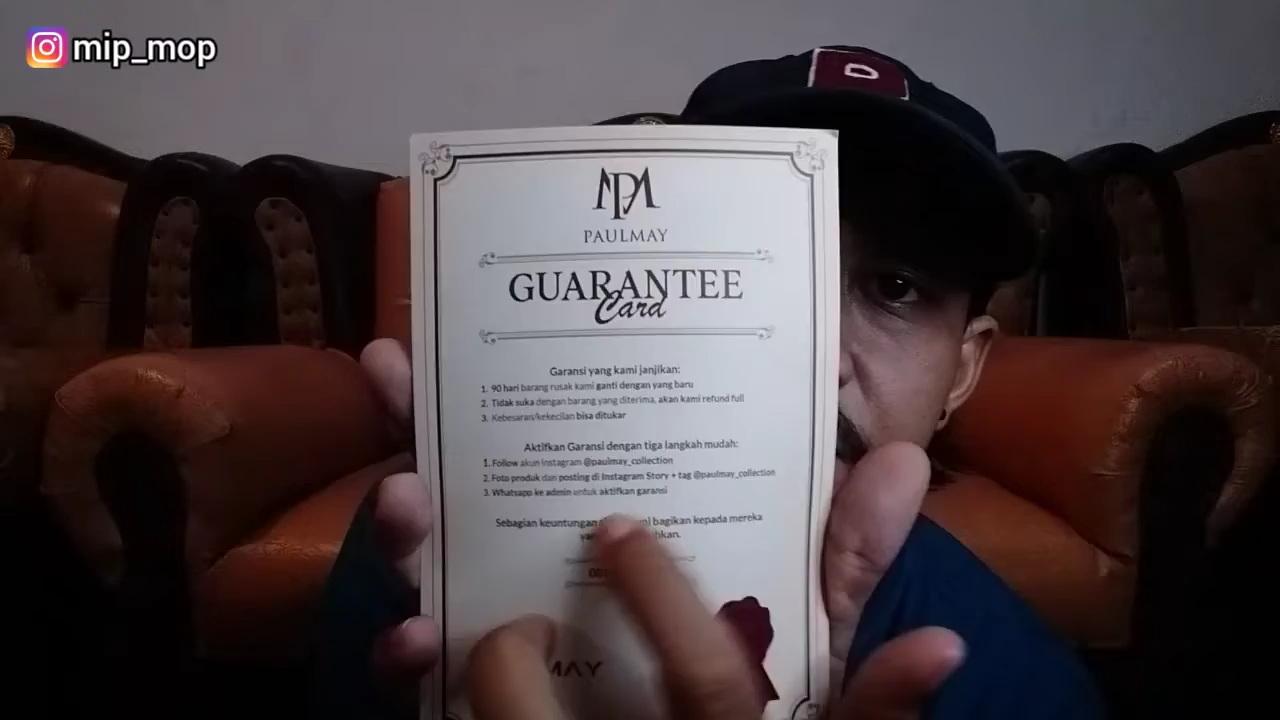 mip_mop
D
PAULMAY
GUARANTEE
Card
Garansi yang kami janjikan:
1. 90 hari barang rusak kami ganti dengan yang baru
2. Tidak suka dengan barang yang diterima, akan kami refund full
3. Kebesaran/kekecilan bisa ditukar
Aktifkan Garansi dengan tiga langkah mudah:
1. Follow akun instagram @paulmay_collection
2. Foto produk dan posting di Instagram Story + tag @paulmay_collection
3. Whatsapp ke admin untuk aktifkan garansi
Sebagian keuntungan bagikan kepada mereka